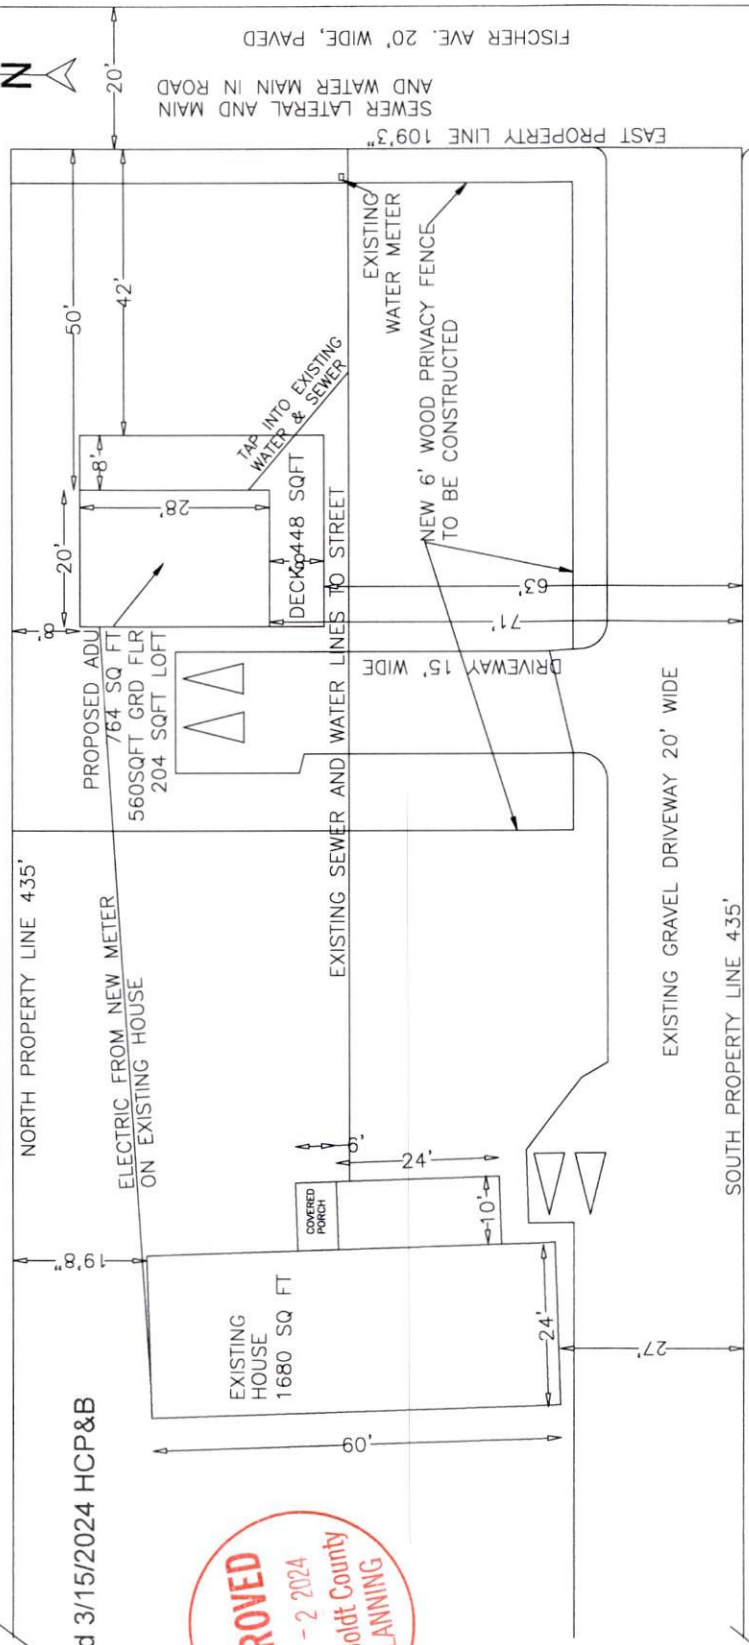 N
20'
FISCHER AVE. 20' WIDE, PAVED
SEWER LATERAL AND MAIN
AND WATER MAIN IN ROAD
EAST PROPERTY LINE 109'3"
50'
42'
EXISTING
WATER METER
NEW 6' WOOD PRIVACY FENCE
TO BE CONSTRUCTED
TAP INTO EXISTING
WATER & SEWER
8'
20'
28'
8'
DECK 448 SQFT
8'
63'
71'
PROPOSED ADU
764 SQ FT
560SQFT GRD FLR
204 SQFT LOFT
DRIVEWAY 15' WIDE
EXISTING SEWER AND WATER LINES TO STREET
NORTH PROPERTY LINE 435'
ELECTRIC FROM NEW METER
ON EXISTING HOUSE
EXISTING GRAVEL DRIVEWAY 20' WIDE
SOUTH PROPERTY LINE 435'
6'
24'
COVERED
PORCH
10'
19'8"
EXISTING
HOUSE
1680 SQ FT
24'
27'
60'
d 3/15/2024 HCP&B
ROVED
- 2 2024
oldt County
ANNING